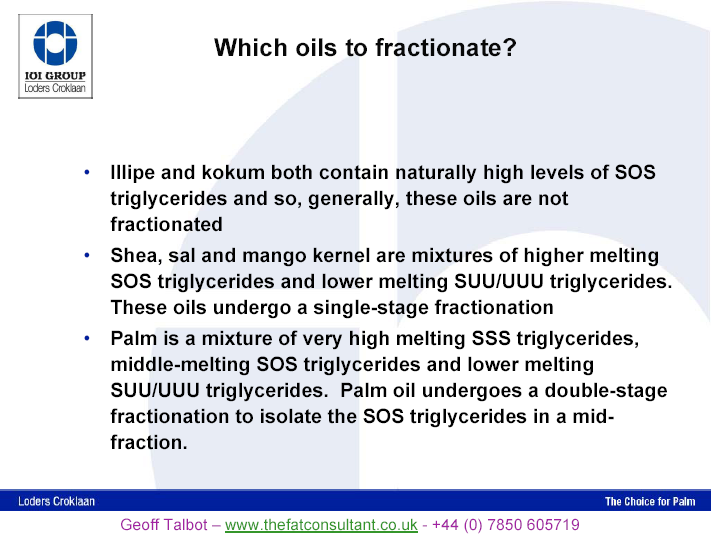 Which oils to fractionate?
IOI GROUP
Loders Croklaan
• Illipe and kokum both contain naturally high levels of SOS
triglycerides and so, generally, these oils are not
fractionated
• Shea, sal and mango kernel are mixtures of higher melting
SOS triglycerides and lower melting SUU/UUU triglycerides.
These oils undergo a single-stage fractionation
• Palm is a mixture of very high melting SSS triglycerides,
middle-melting SOS triglycerides and lower melting
SUU/UUU triglycerides.  Palm oil undergoes a double-stage
fractionation to isolate the SOS triglycerides in a mid-
fraction.
Loders Croklaan
The Choice for Palm
Geoff Talbot – www.thefatconsultant.co.uk - +44 (0) 7850 605719